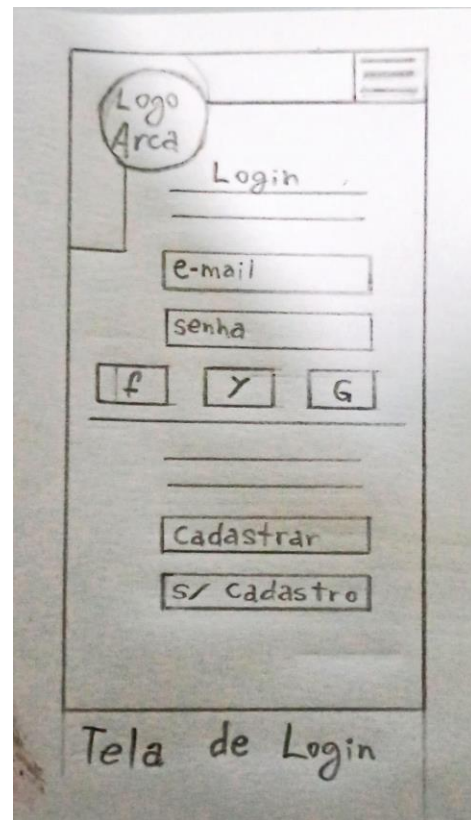 Logo
Arca
Login
e-mail
senha
f Y G
Cadastrar
s/ Cadastro
Tela de Login